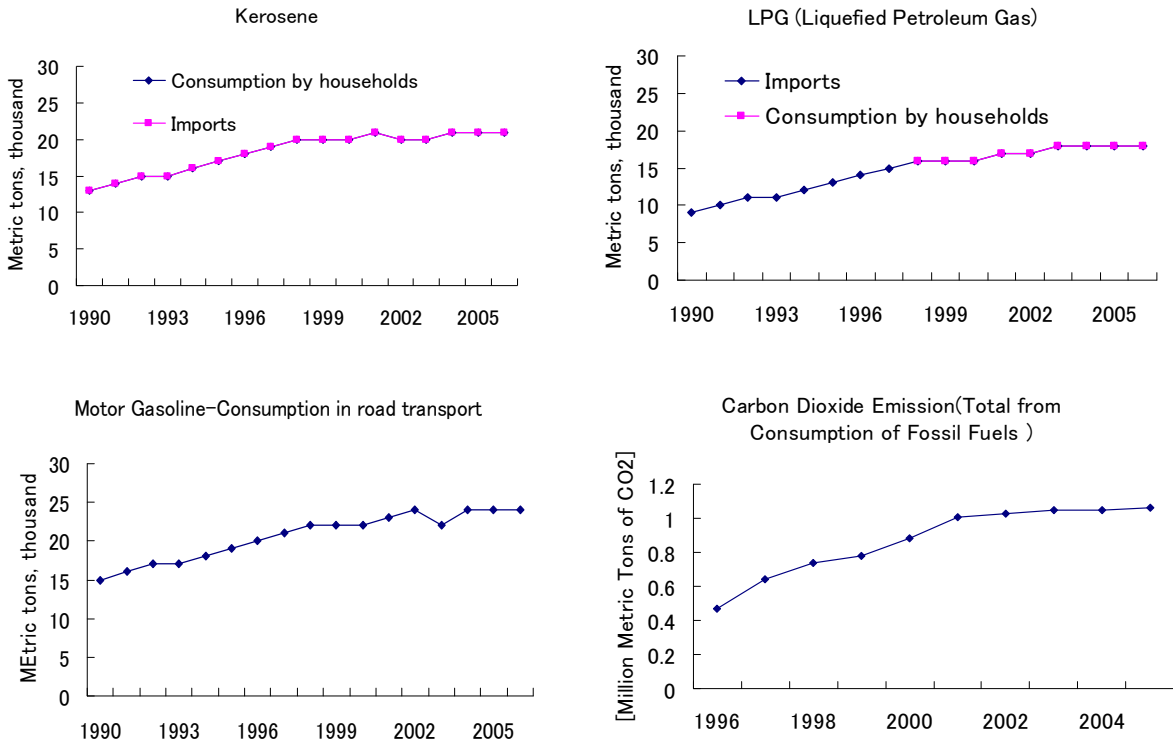 Kerosene
Metric tons, thousand
30
25
20
15
10
5
0
Consumption by households
Imports
1990 1993 1996 1999 2002 2005
LPG (Liquefied Petroleum Gas)
Metric tons, thousand
30
25
20
15
10
5
0
Imports
Consumption by households
1990 1993 1996 1999 2002 2005
Motor Gasoline-Consumption in road transport
MEtric tons, thousand
30
25
20
15
10
5
0
1990 1993 1996 1999 2002 2005
Carbon Dioxide Emission(Total from
Consumption of Fossil Fuels )
[Million Metric Tons of CO2]
1.2
1
0.8
0.6
0.4
0.2
0
1996 1998 2000 2002 2004